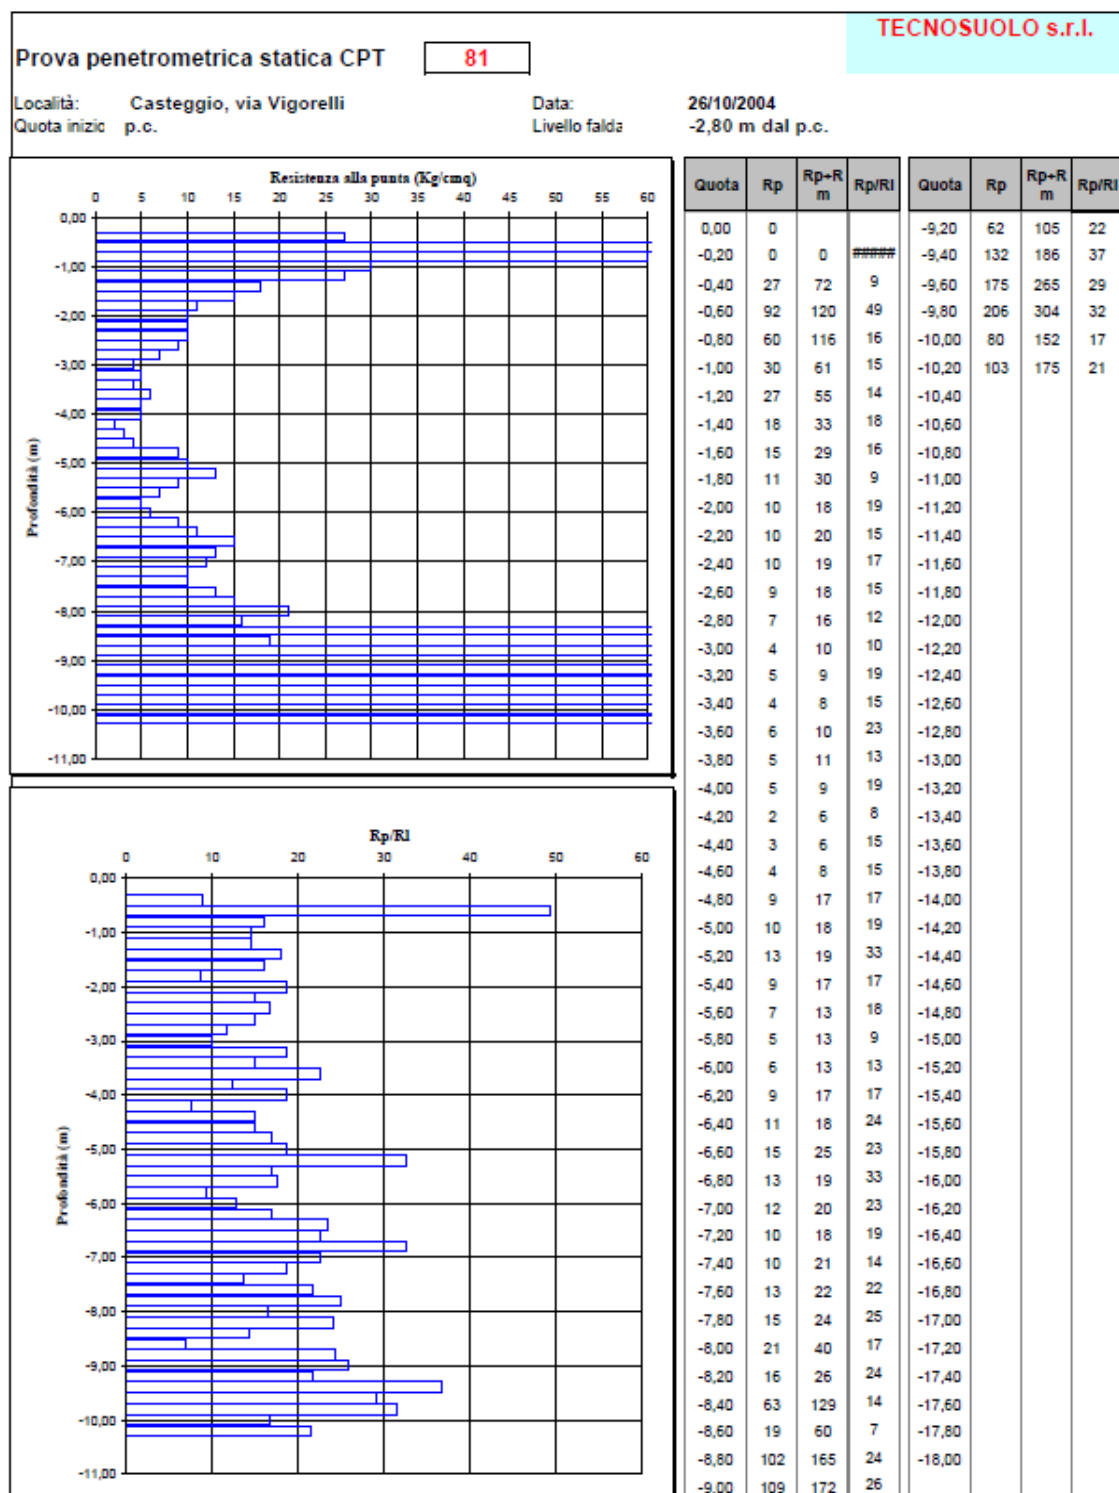 TECNOSUOLO s.r.l.
Prova penetrometrica statica CPT 81
Località: Casteggio, via Vigorelli Data: 26/10/2004
Quota inizio p.c. Livello falda -2,80 m dal p.c.
Resistenza alla punta (Kg/cmq)
0 5 10 15 20 25 30 35 40 45 50 55 60
0,00
-1,00
-2,00
-3,00
-4,00
-5,00
-6,00
-7,00
-8,00
-9,00
-10,00
-11,00
Profondità (m)
Rp/Rl
0 10 20 30 40 50 60
0,00
-1,00
-2,00
-3,00
-4,00
-5,00
-6,00
-7,00
-8,00
-9,00
-10,00
-11,00
Profondità (m)
Quota Rp Rp+Rm Rp/Rl Quota Rp Rp+Rm Rp/Rl
0,00 0 -9,20 62 105 22
-0,20 0 0 ##### -9,40 132 186 37
-0,40 27 72 9 -9,60 175 265 29
-0,60 92 120 49 -9,80 206 304 32
-0,80 60 116 16 -10,00 80 152 17
-1,00 30 61 15 -10,20 103 175 21
-1,20 27 55 14 -10,40
-1,40 18 33 18 -10,60
-1,60 15 29 16 -10,80
-1,80 11 30 9 -11,00
-2,00 10 18 19 -11,20
-2,20 10 20 15 -11,40
-2,40 10 19 17 -11,60
-2,60 9 18 15 -11,80
-2,80 7 16 12 -12,00
-3,00 4 10 10 -12,20
-3,20 5 9 19 -12,40
-3,40 4 8 15 -12,60
-3,60 6 10 23 -12,80
-3,80 5 11 13 -13,00
-4,00 5 9 19 -13,20
-4,20 2 6 8 -13,40
-4,40 3 6 15 -13,60
-4,60 4 8 15 -13,80
-4,80 9 17 17 -14,00
-5,00 10 18 19 -14,20
-5,20 13 19 33 -14,40
-5,40 9 17 17 -14,60
-5,60 7 13 18 -14,80
-5,80 5 13 9 -15,00
-6,00 6 13 13 -15,20
-6,20 9 17 17 -15,40
-6,40 11 18 24 -15,60
-6,60 15 25 23 -15,80
-6,80 13 19 33 -16,00
-7,00 12 20 23 -16,20
-7,20 10 18 19 -16,40
-7,40 10 21 14 -16,60
-7,60 13 22 22 -16,80
-7,80 15 24 25 -17,00
-8,00 21 40 17 -17,20
-8,20 16 26 24 -17,40
-8,40 63 129 14 -17,60
-8,60 19 60 7 -17,80
-8,80 102 165 24 -18,00
-9,00 109 172 26